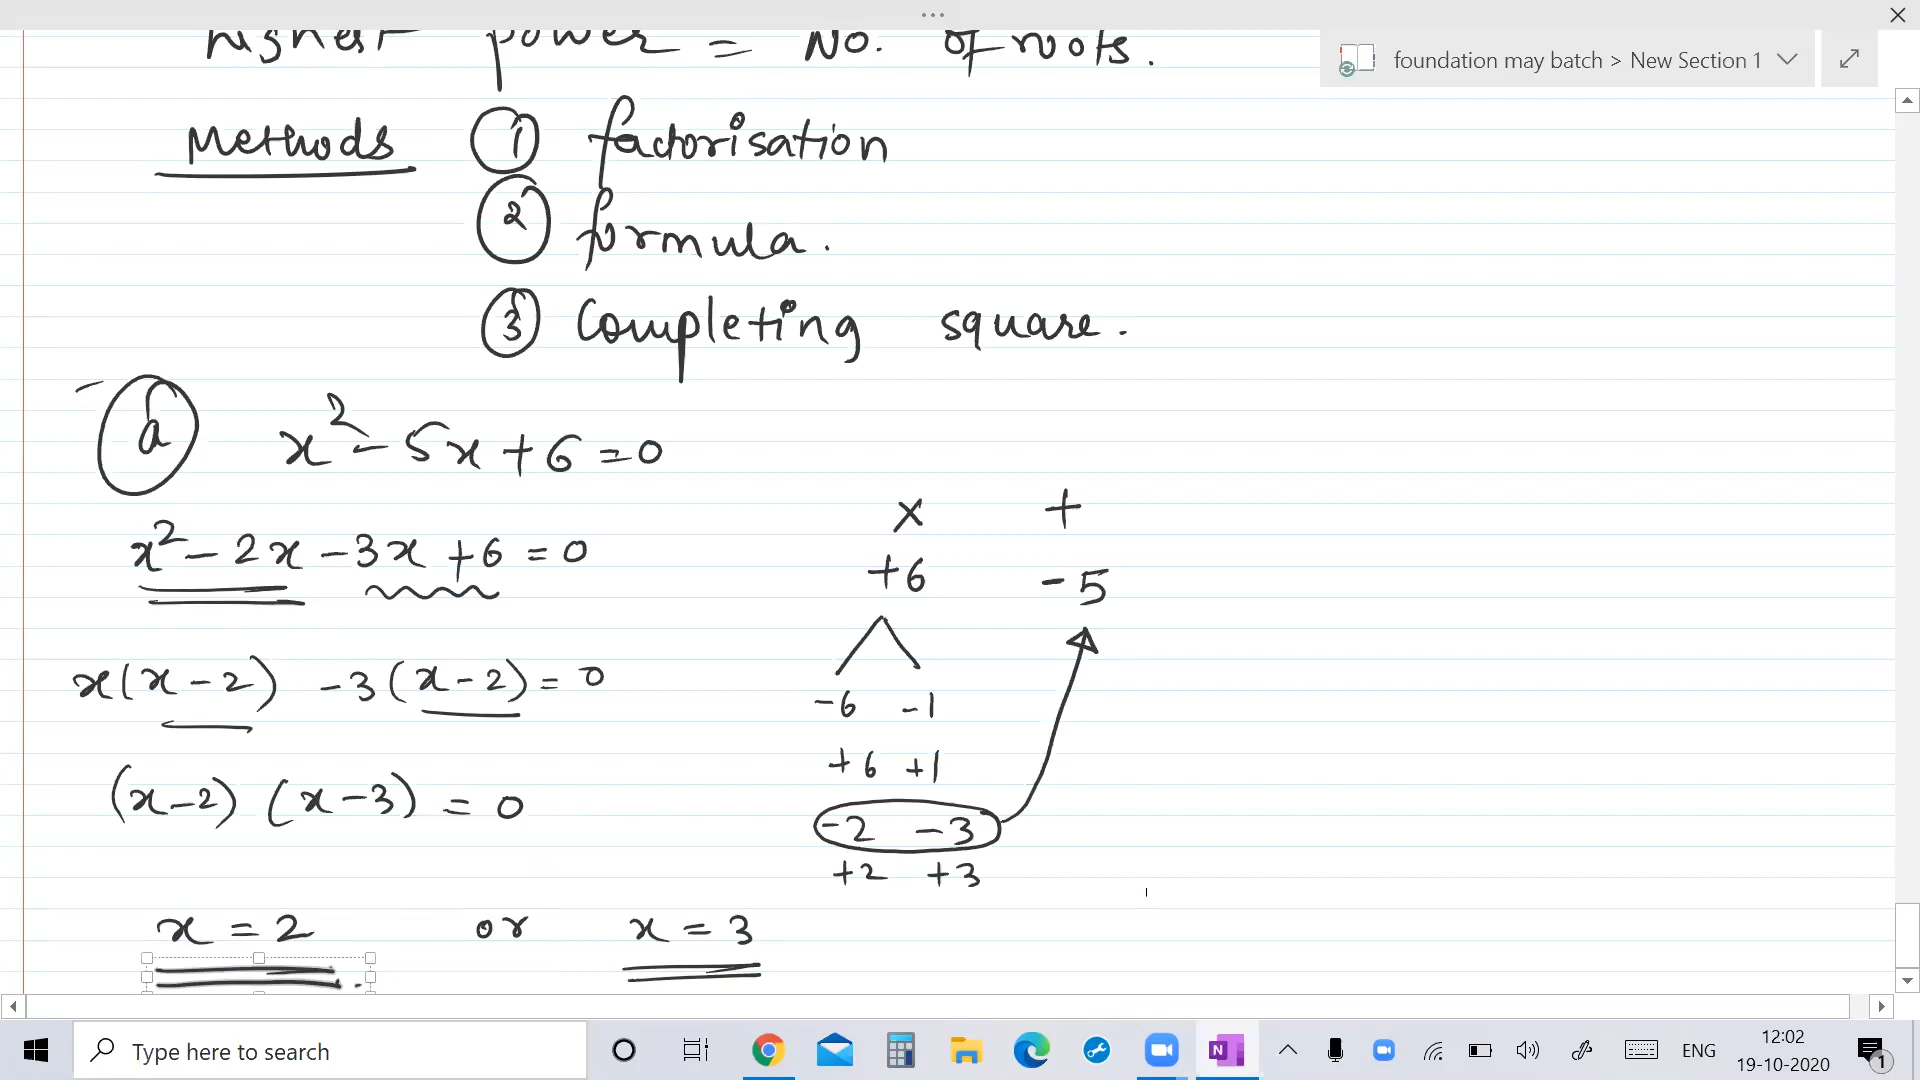 highest power = No. of roots.
foundation may batch > New Section 1
Methods ① factorisation
② formula.
③ Completing square.
ⓐ x² - 5x + 6 = 0
x² - 2x - 3x + 6 = 0
x(x - 2) - 3(x - 2) = 0
(x - 2) (x - 3) = 0
x = 2 or x = 3
x +
+6 -5
-6 -1
+6 +1
-2 -3
+2 +3
Type here to search
ENG
12:02
19-10-2020
1